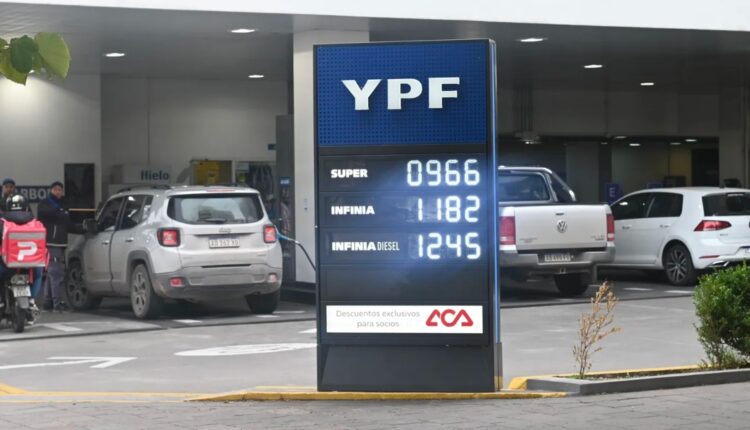 YPF
SUPER 0966
INFINIA 1182
INFINIA DIESEL 1245
Descuentos exclusivos
para socios
ACA
Hielo